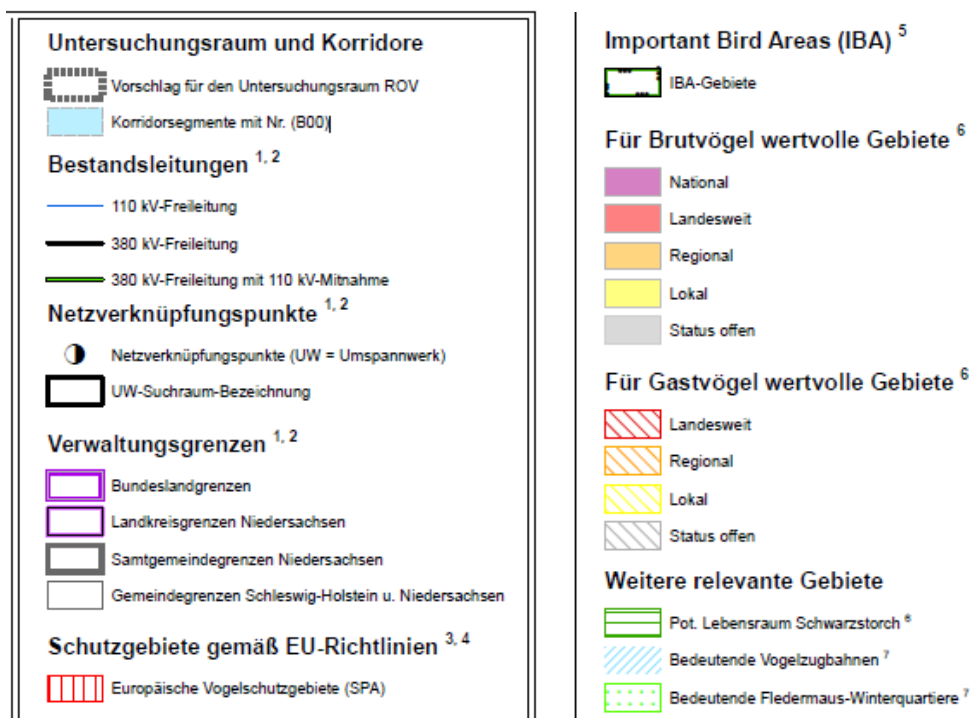 Untersuchungsraum und Korridore
Vorschlag für den Untersuchungsraum ROV
Korridorsegmente mit Nr. (B00)
Bestandsleitungen 1, 2
110 kV-Freileitung
380 kV-Freileitung
380 kV-Freileitung mit 110 kV-Mitnahme
Netzverknüpfungspunkte 1, 2
Netzverknüpfungspunkte (UW = Umspannwerk)
UW-Suchraum-Bezeichnung
Verwaltungsgrenzen 1, 2
Bundeslandgrenzen
Landkreisgrenzen Niedersachsen
Samtgemeindegrenzen Niedersachsen
Gemeindegrenzen Schleswig-Holstein u. Niedersachsen
Schutzgebiete gemäß EU-Richtlinien 3, 4
Europäische Vogelschutzgebiete (SPA)
Important Bird Areas (IBA) 5
IBA-Gebiete
Für Brutvögel wertvolle Gebiete 6
National
Landesweit
Regional
Lokal
Status offen
Für Gastvögel wertvolle Gebiete 6
Landesweit
Regional
Lokal
Status offen
Weitere relevante Gebiete
Pot. Lebensraum Schwarzstorch 6
Bedeutende Vogelzugbahnen 7
Bedeutende Fledermaus-Winterquartiere 7